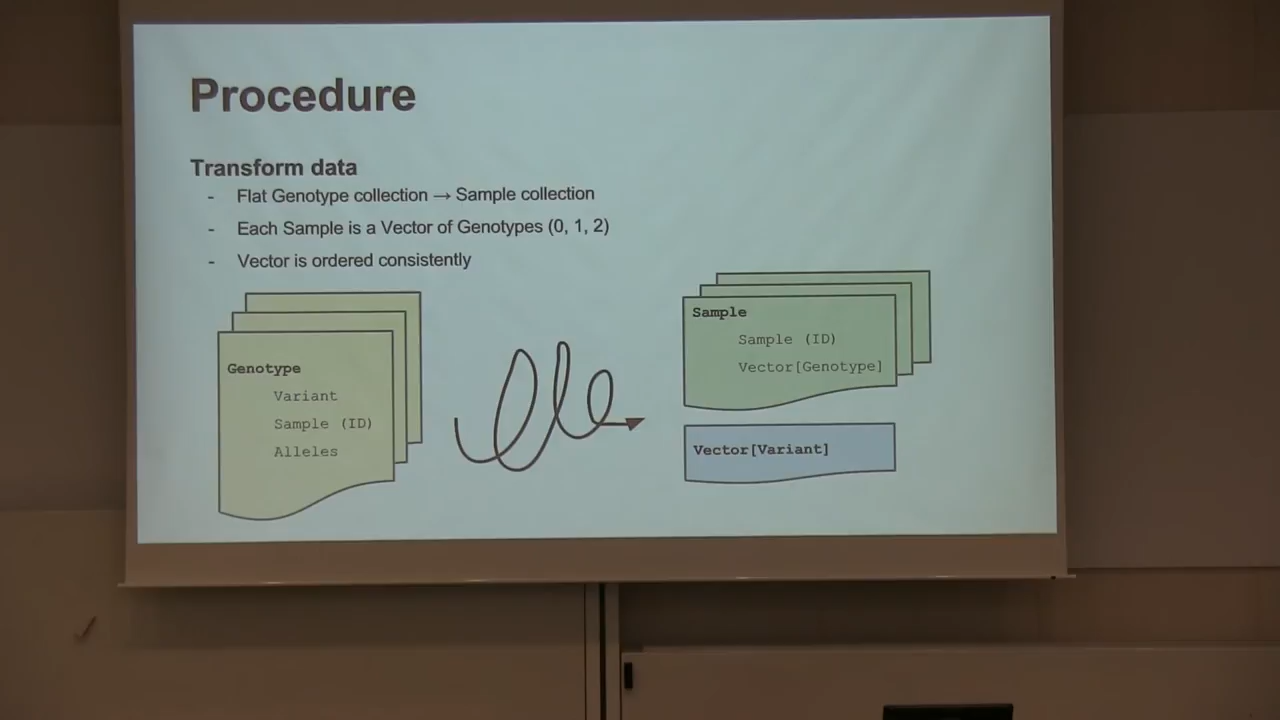 Procedure
Transform data
- Flat Genotype collection → Sample collection
- Each Sample is a Vector of Genotypes (0, 1, 2)
- Vector is ordered consistently
Genotype
Variant
Sample (ID)
Alleles
Sample
Sample (ID)
Vector[Genotype]
Vector[Variant]